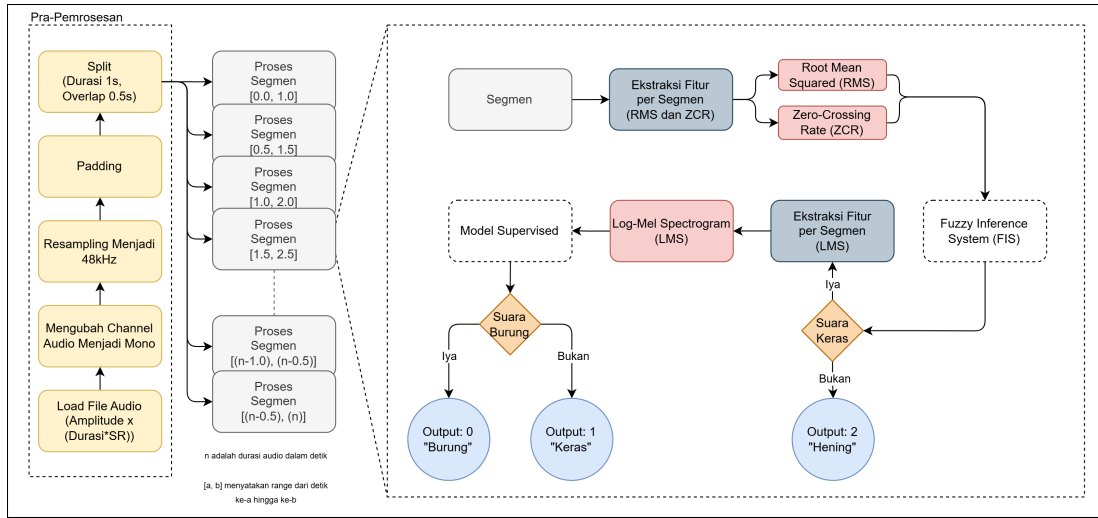 Pra-Pemrosesan
Split
(Durasi 1s,
Overlap 0.5s)
Padding
Resampling Menjadi
48kHz
Mengubah Channel
Audio Menjadi Mono
Load File Audio
(Amplitude x
(Durasi*SR))
Proses
Segmen
[0.0, 1.0]
Proses
Segmen
[0.5, 1.5]
Proses
Segmen
[1.0, 2.0]
Proses
Segmen
[1.5, 2.5]
Proses
Segmen
[(n-1.0), (n-0.5)]
Proses
Segmen
[(n-0.5), (n)]
n adalah durasi audio dalam detik
[a, b] menyatakan range dari detik
ke-a hingga ke-b
Segmen
Ekstraksi Fitur
per Segmen
(RMS dan ZCR)
Root Mean
Squared (RMS)
Zero-Crossing
Rate (ZCR)
Fuzzy Inference
System (FIS)
Ekstraksi Fitur
per Segmen
(LMS)
Log-Mel Spectrogram
(LMS)
Model Supervised
Iya
Suara
Keras
Bukan
Output: 2
"Hening"
Suara
Burung
Iya
Bukan
Output: 0
"Burung"
Output: 1
"Keras"